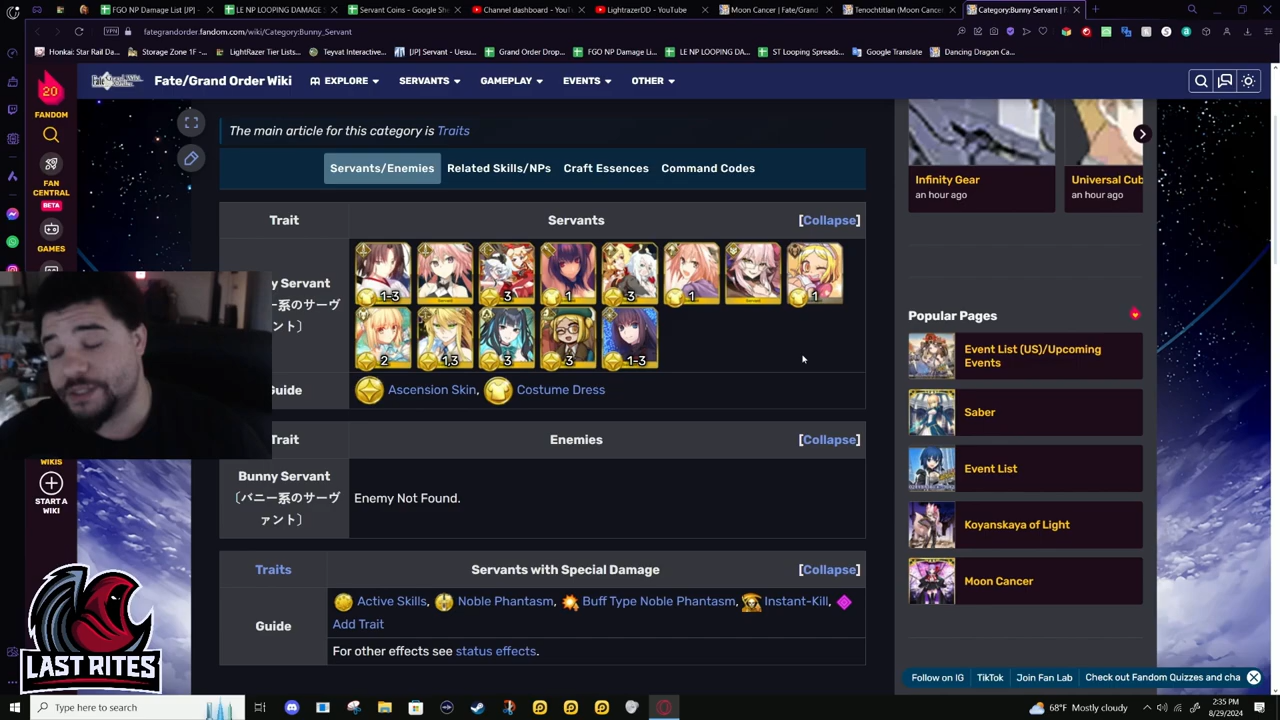 FGO NP Damage List [JP] -
LE NP LOOPING DAMAGE
Servant Coins - Google She
Channel dashboard - YouTu
LightrazerDD - YouTube
Moon Cancer | Fate/Grand
Tenochtitlan (Moon Cancer
Category:Bunny Servant | F
VPN
fategrandorder.fandom.com/wiki/Category:Bunny_Servant
Honkai: Star Rail Da...
Storage Zone 1F -...
LightRazer Tier Lists...
Teyvat Interactive...
[JP] Servant - Uesu...
Grand Order Drop...
FGO NP Damage Li...
LE NP LOOPING DA...
ST Looping Spreads...
Google Translate
Dancing Dragon Ca...
20
FANDOM
FAN
CENTRAL
BETA
GAMES
WIKIS
START A
WIKI
Fate/Grand Order Wiki
EXPLORE
SERVANTS
GAMEPLAY
EVENTS
OTHER
The main article for this category is Traits
Servants/Enemies
Related Skills/NPs
Craft Essences
Command Codes
Trait
Servants
[Collapse]
y Servant
ー系のサーヴ
ァント〕
1-3
3
1
3
1
1
2
1,3
3
3
1-3
Guide
Ascension Skin, Costume Dress
Trait
Enemies
[Collapse]
Bunny Servant
〔バニー系のサーヴ
ァント〕
Enemy Not Found.
Traits
Servants with Special Damage
[Collapse]
Guide
Active Skills, Noble Phantasm, Buff Type Noble Phantasm, Instant-Kill,
Add Trait
For other effects see status effects.
Infinity Gear
an hour ago
Universal Cub
an hour ago
Popular Pages
Event List (US)/Upcoming
Events
Saber
Event List
Koyanskaya of Light
Moon Cancer
Follow on IG
TikTok
Join Fan Lab
Check out Fandom Quizzes and cha
LAST RITES
Type here to search
68°F Mostly cloudy
2:35 PM
8/29/2024